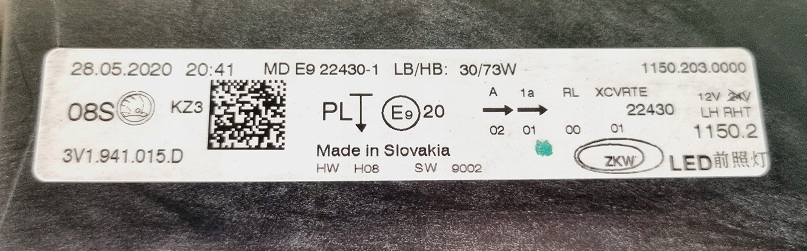 28.05.2020 20:41 MD E9 22430-1 LB/HB: 30/73W 1150.203.0000
08S KZ3 PL E9 20 A 1a RL XCVRTE 12V 24V
22430 LH RHT
02 01 00 01 1150.2
3V1.941.015.D Made in Slovakia ZKW LED前照灯
HW H08 SW 9002